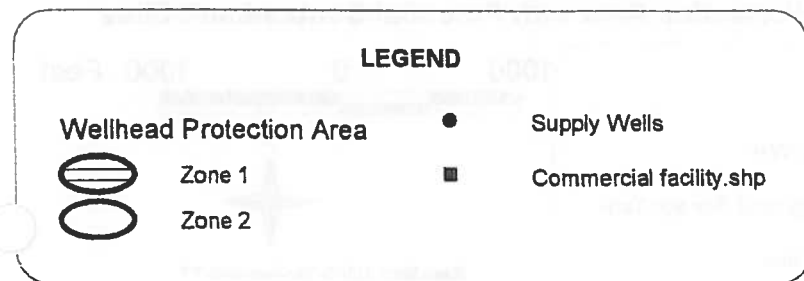 LEGEND
Wellhead Protection Area
Zone 1
Zone 2
Supply Wells
Commercial facility.shp